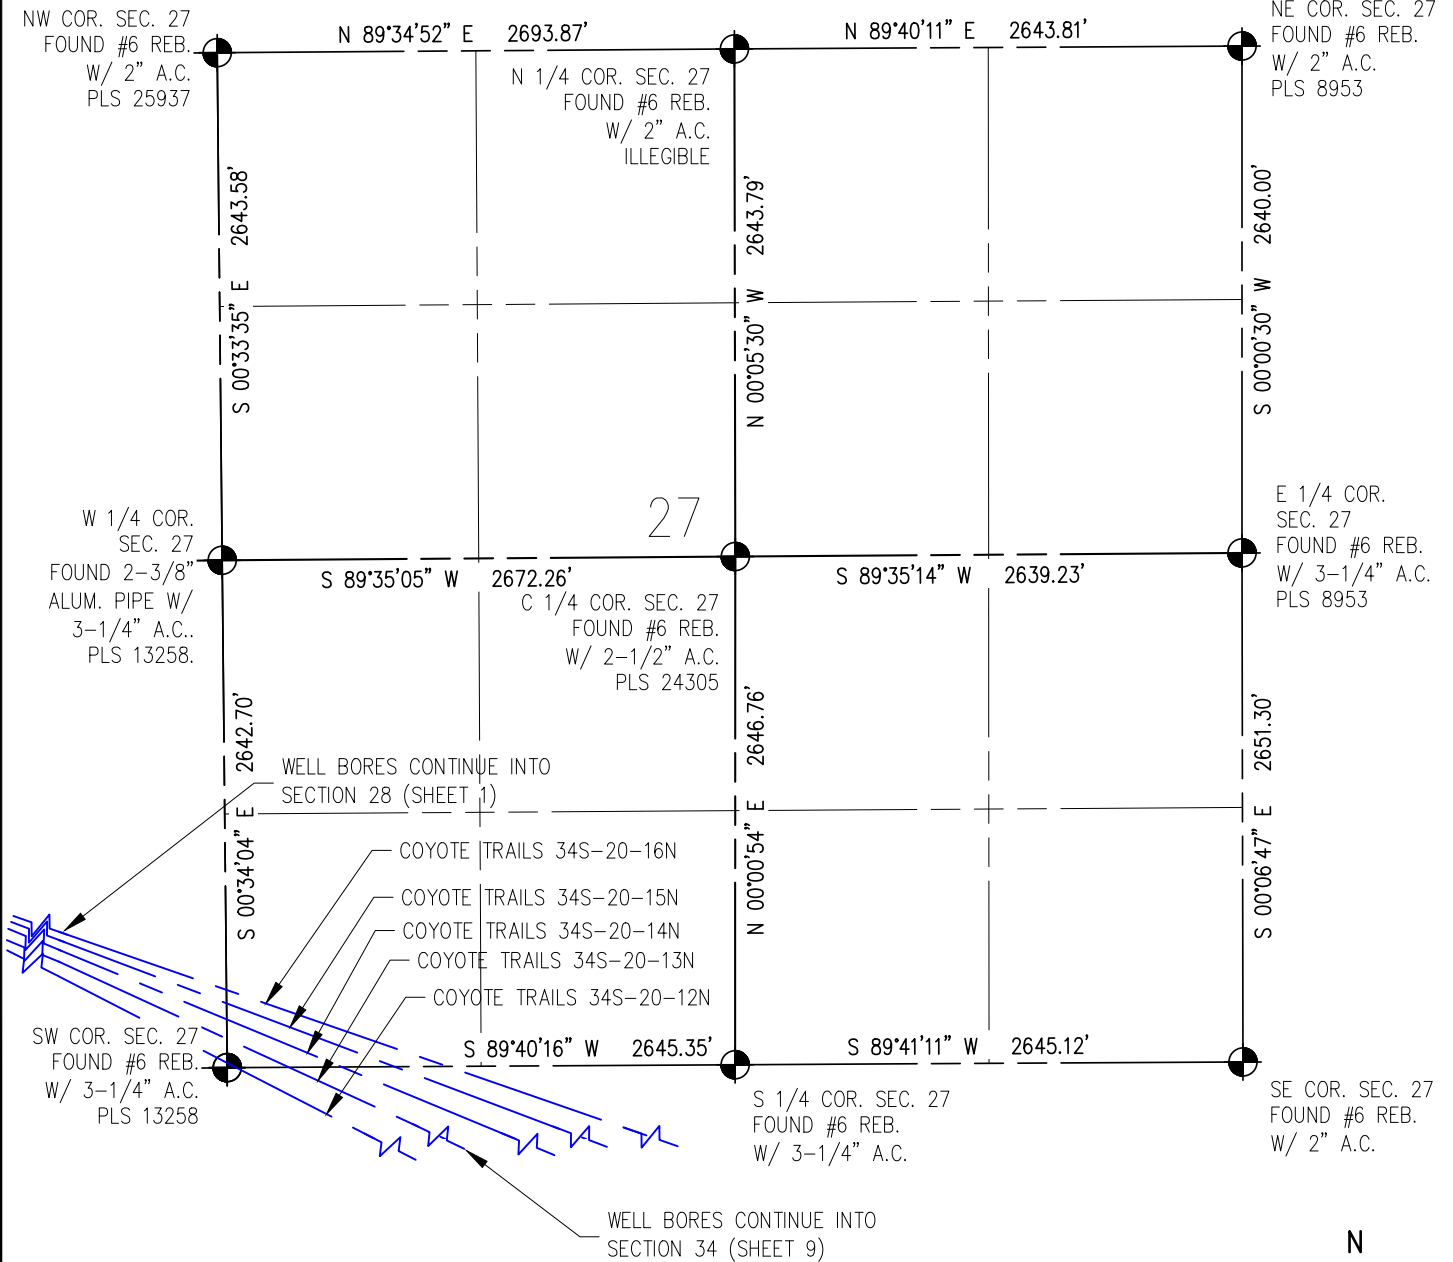 NW COR. SEC. 27
FOUND #6 REB.
W/ 2" A.C.
PLS 25937
N 89°34'52" E 2693.87'
N 1/4 COR. SEC. 27
FOUND #6 REB.
W/ 2" A.C.
ILLEGIBLE
N 89°40'11" E 2643.81'
NE COR. SEC. 27
FOUND #6 REB.
W/ 2" A.C.
PLS 8953
S 00°33'35" E 2643.58'
N 00°05'30" W 2643.79'
S 00°00'30" W 2640.00'
27
W 1/4 COR.
SEC. 27
FOUND 2-3/8"
ALUM. PIPE W/
3-1/4" A.C..
PLS 13258.
S 89°35'05" W 2672.26'
C 1/4 COR. SEC. 27
FOUND #6 REB.
W/ 2-1/2" A.C.
PLS 24305
S 89°35'14" W 2639.23'
E 1/4 COR.
SEC. 27
FOUND #6 REB.
W/ 3-1/4" A.C.
PLS 8953
S 00°34'04" E 2642.70'
N 00°00'54" E 2646.76'
S 00°06'47" E 2651.30'
WELL BORES CONTINUE INTO
SECTION 28 (SHEET 1)
COYOTE TRAILS 34S-20-16N
COYOTE TRAILS 34S-20-15N
COYOTE TRAILS 34S-20-14N
COYOTE TRAILS 34S-20-13N
COYOTE TRAILS 34S-20-12N
SW COR. SEC. 27
FOUND #6 REB.
W/ 3-1/4" A.C.
PLS 13258
S 89°40'16" W 2645.35'
S 89°41'11" W 2645.12'
S 1/4 COR. SEC. 27
FOUND #6 REB.
W/ 3-1/4" A.C.
SE COR. SEC. 27
FOUND #6 REB.
W/ 2" A.C.
WELL BORES CONTINUE INTO
SECTION 34 (SHEET 9)
N